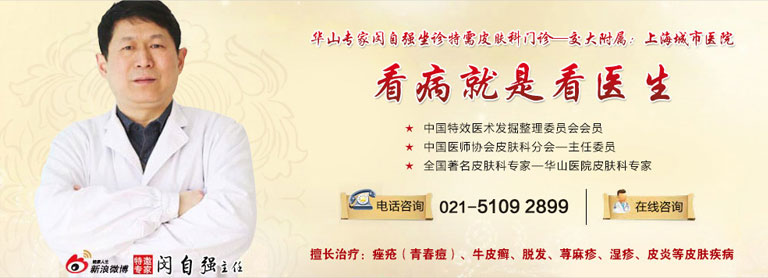 华山专家闵自强坐诊特需皮肤科门诊—交大附属：上海城市医院
看病就是看医生
★ 中国特效医术发掘整理委员会会员
★ 中国医师协会皮肤科分会—主任委员
★ 全国著名皮肤科专家—华山医院皮肤科专家
电话咨询 021-5109 2899 在线咨询
健康人生
新浪微博 特邀专家 闵自强主任
擅长治疗：痤疮（青春痘）、牛皮癣、脱发、荨麻疹、湿疹、皮炎等皮肤疾病